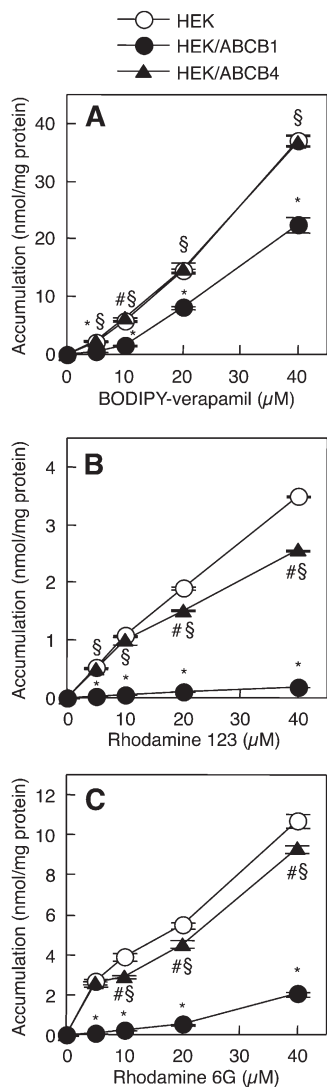 HEK
HEK/ABCB1
HEK/ABCB4
A
Accumulation (nmol/mg protein)
40
30
20
10
0
* § #§ * § * § *
0 10 20 30 40
BODIPY-verapamil (µM)
B
Accumulation (nmol/mg protein)
4
3
2
1
0
§ * § * #§ * #§ *
0 10 20 30 40
Rhodamine 123 (µM)
C
Accumulation (nmol/mg protein)
12
10
8
6
4
2
0
* #§ * #§ * #§ *
0 10 20 30 40
Rhodamine 6G (µM)